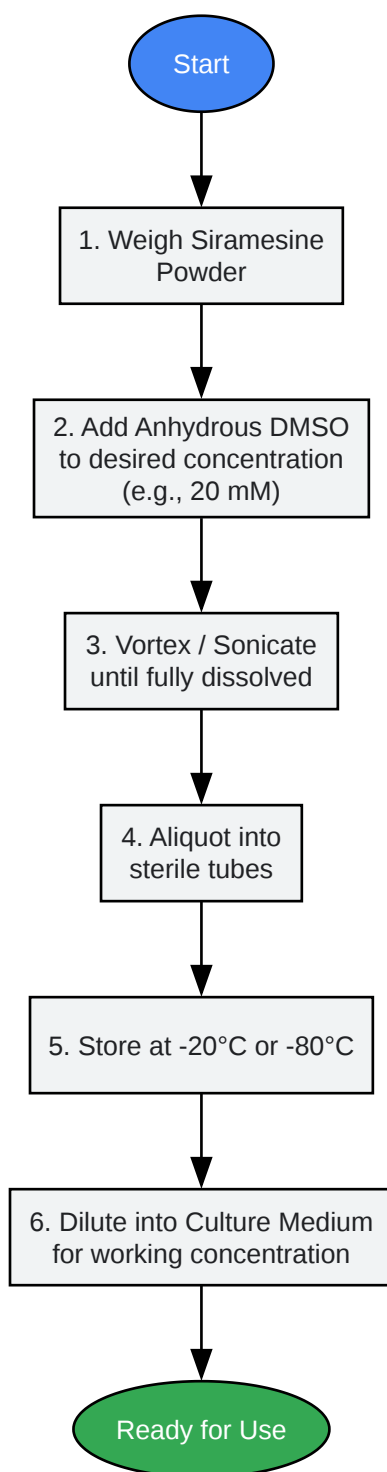 Start
1. Weigh Siramesine
Powder
2. Add Anhydrous DMSO
to desired concentration
(e.g., 20 mM)
3. Vortex / Sonicate
until fully dissolved
4. Aliquot into
sterile tubes
5. Store at -20°C or -80°C
6. Dilute into Culture Medium
for working concentration
Ready for Use